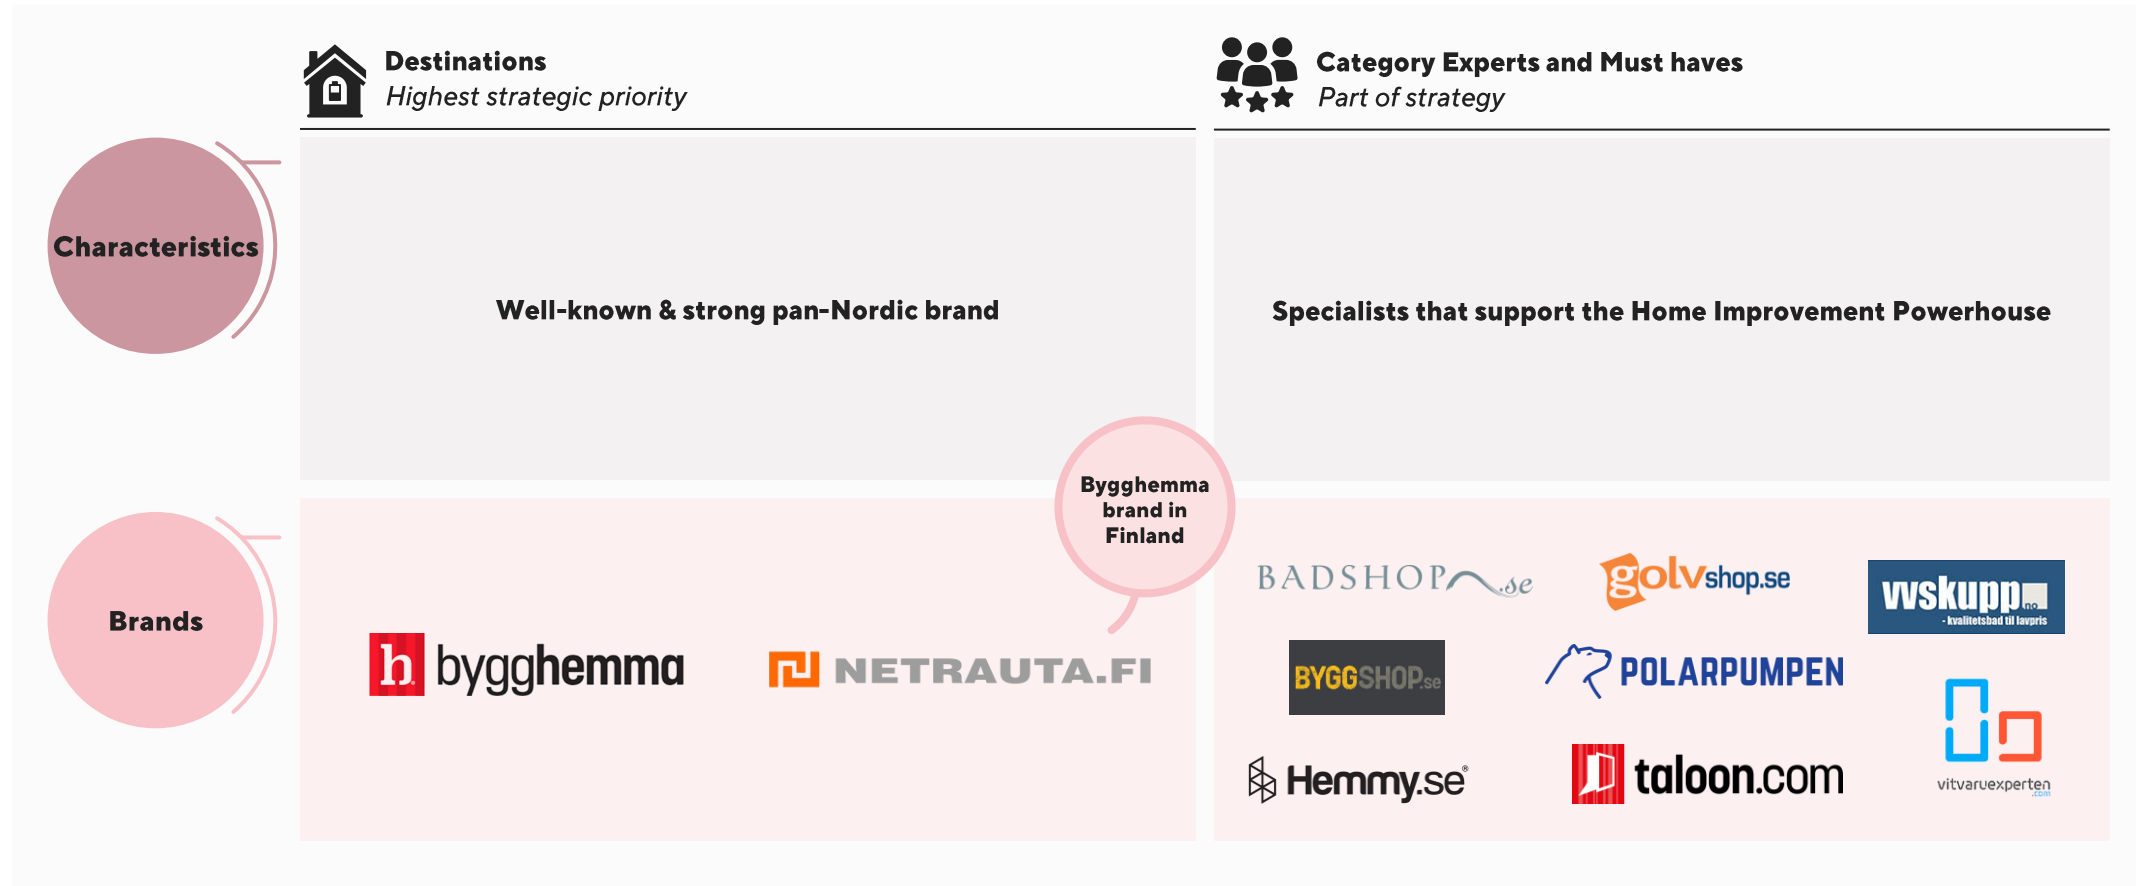 Destinations
Highest strategic priority
Category Experts and Must haves
Part of strategy
Characteristics
Well-known & strong pan-Nordic brand
Specialists that support the Home Improvement Powerhouse
Bygghemma
brand in
Finland
Brands
h bygghemma
NETRAUTA.FI
BADSHOP.se
golvshop.se
vvskupp.no
- kvalitetsbad til lavpris
BYGGSHOP.se
POLARPUMPEN
Hemmy.se®
taloon.com
vitvaruexperten
.com